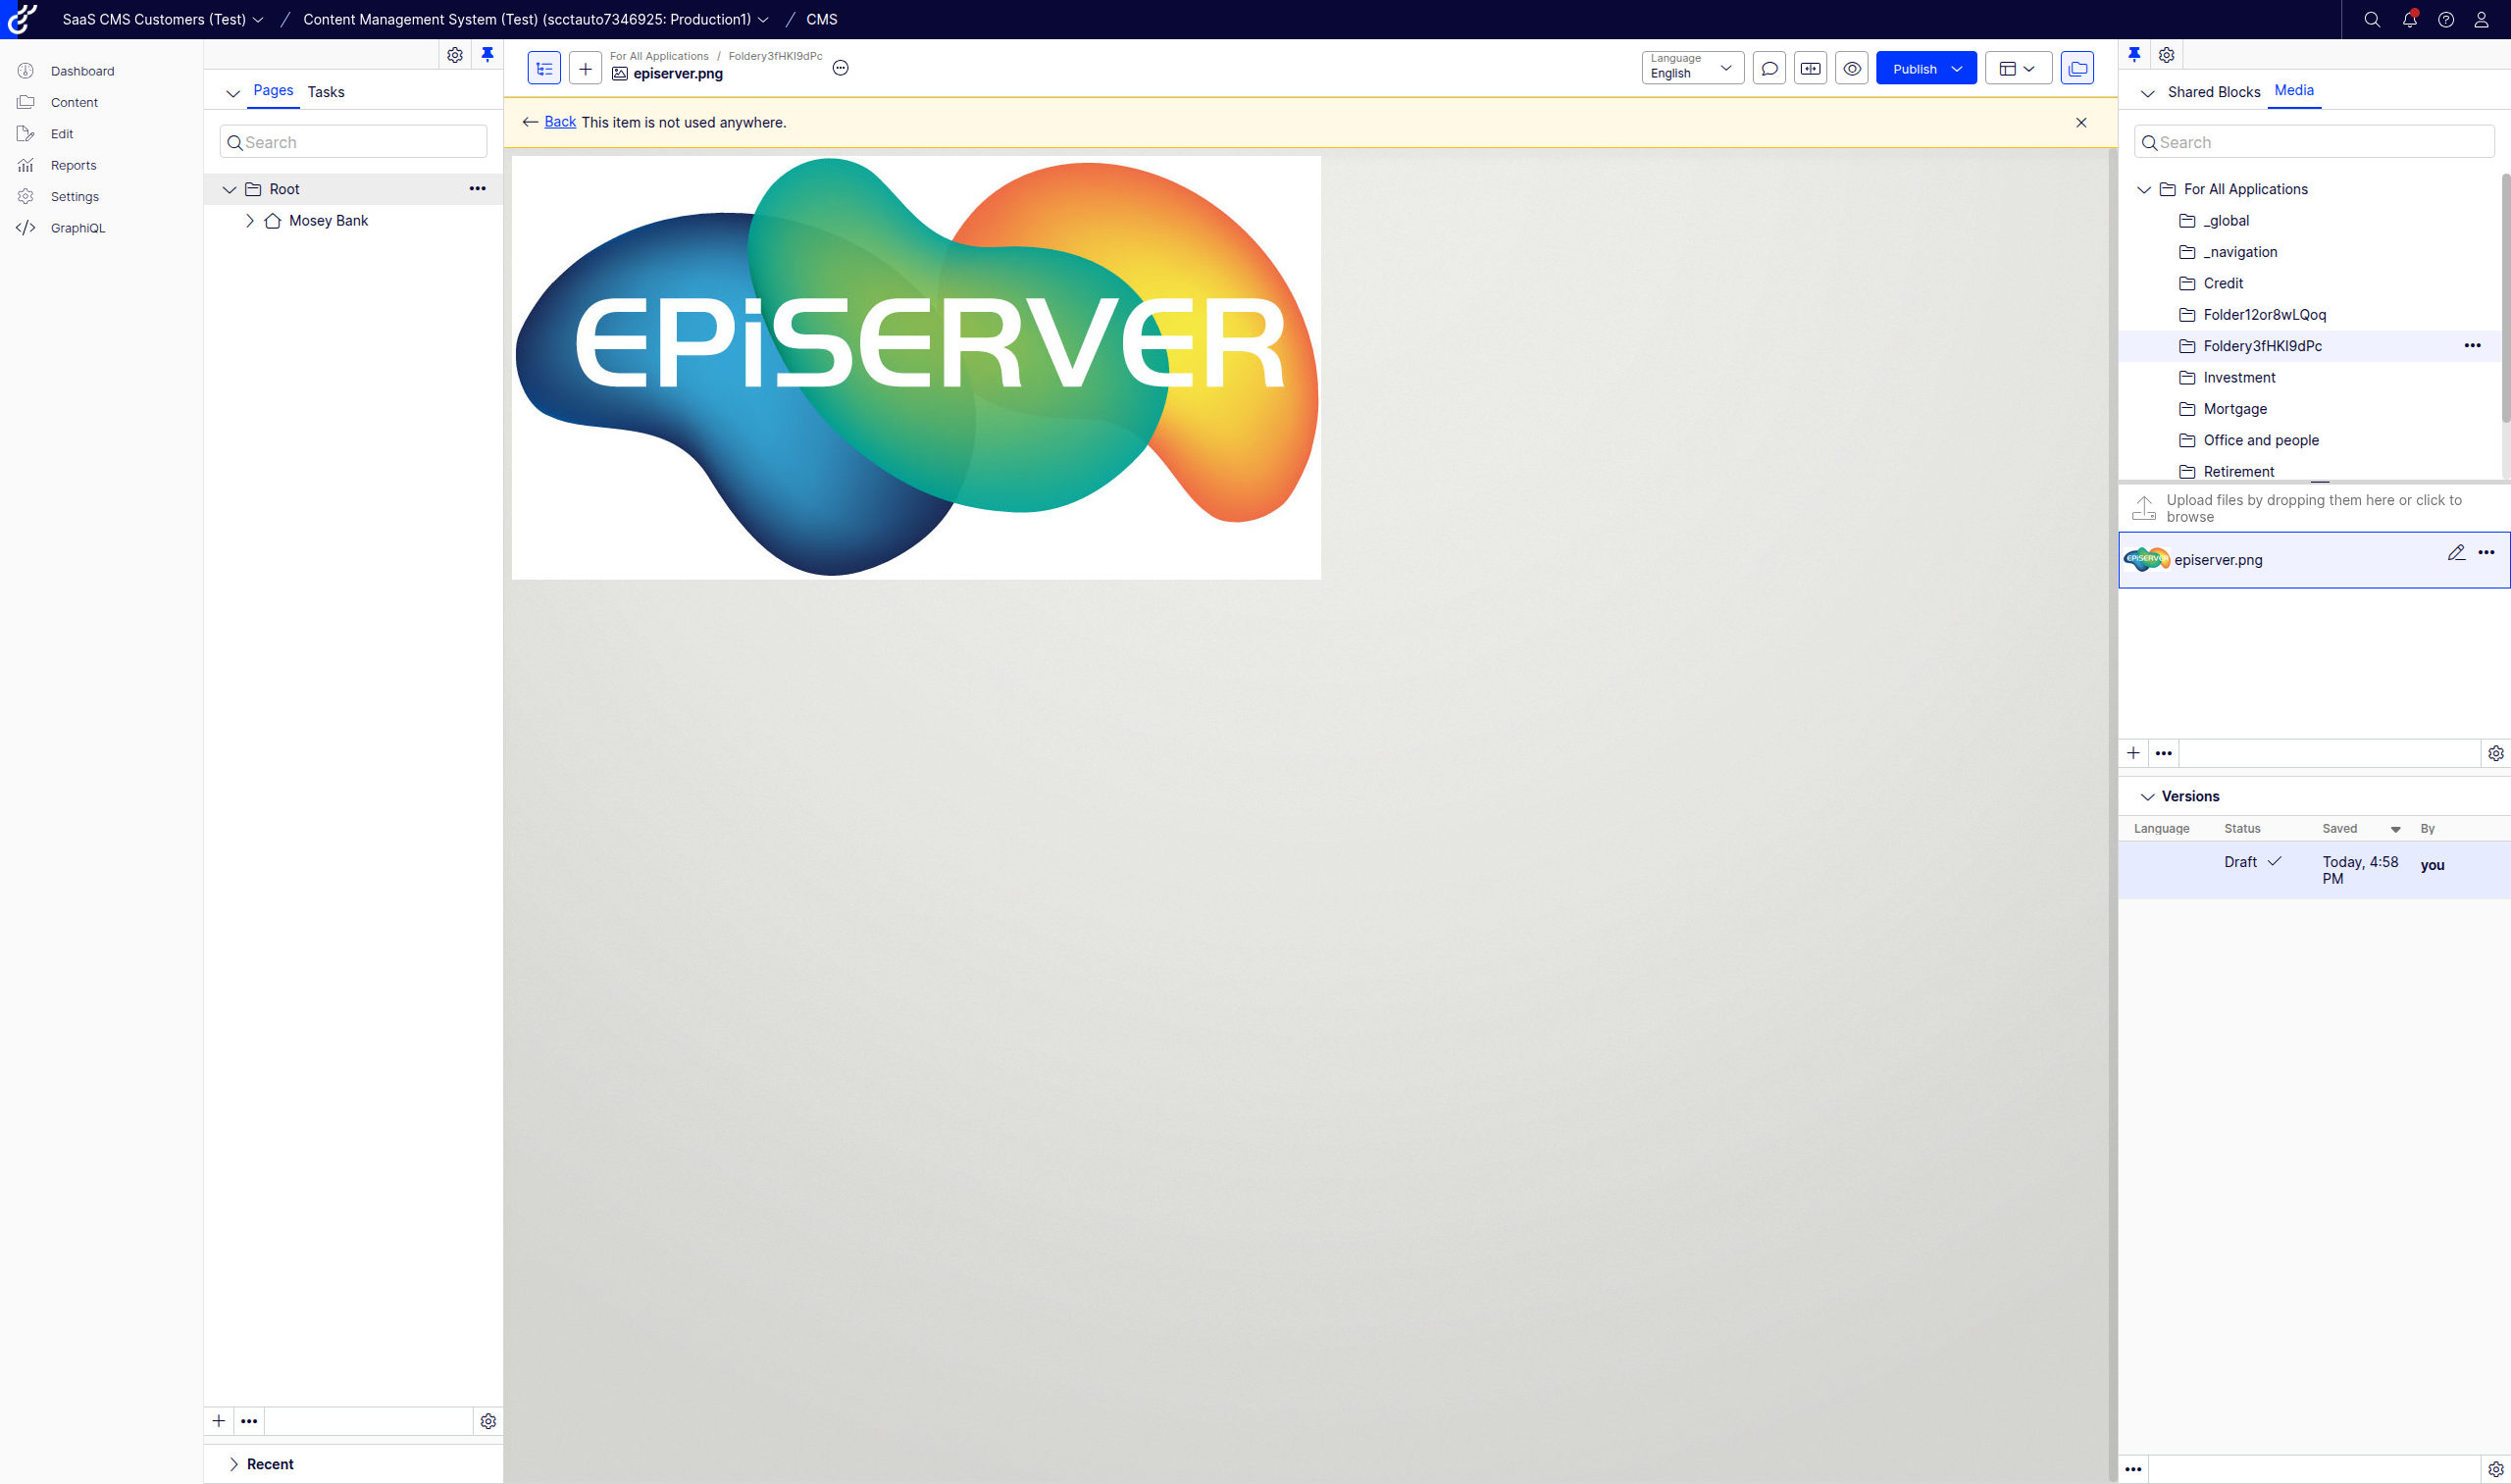 SaaS CMS Customers (Test) / Content Management System (Test) (scctauto7346925: Production1) / CMS
Dashboard
Content
Edit
Reports
Settings
GraphiQL
Pages Tasks
Search
Root
Mosey Bank
Recent
For All Applications / Foldery3fHKI9dPc
episerver.png
Language
English
Publish
Back This item is not used anywhere.
EPiSERVER
Shared Blocks Media
Search
For All Applications
_global
_navigation
Credit
Folder12or8wLQoq
Foldery3fHKI9dPc
Investment
Mortgage
Office and people
Retirement
Upload files by dropping them here or click to
browse
EPiSERVER
episerver.png
Versions
Language Status Saved By
Draft Today, 4:58 you
PM